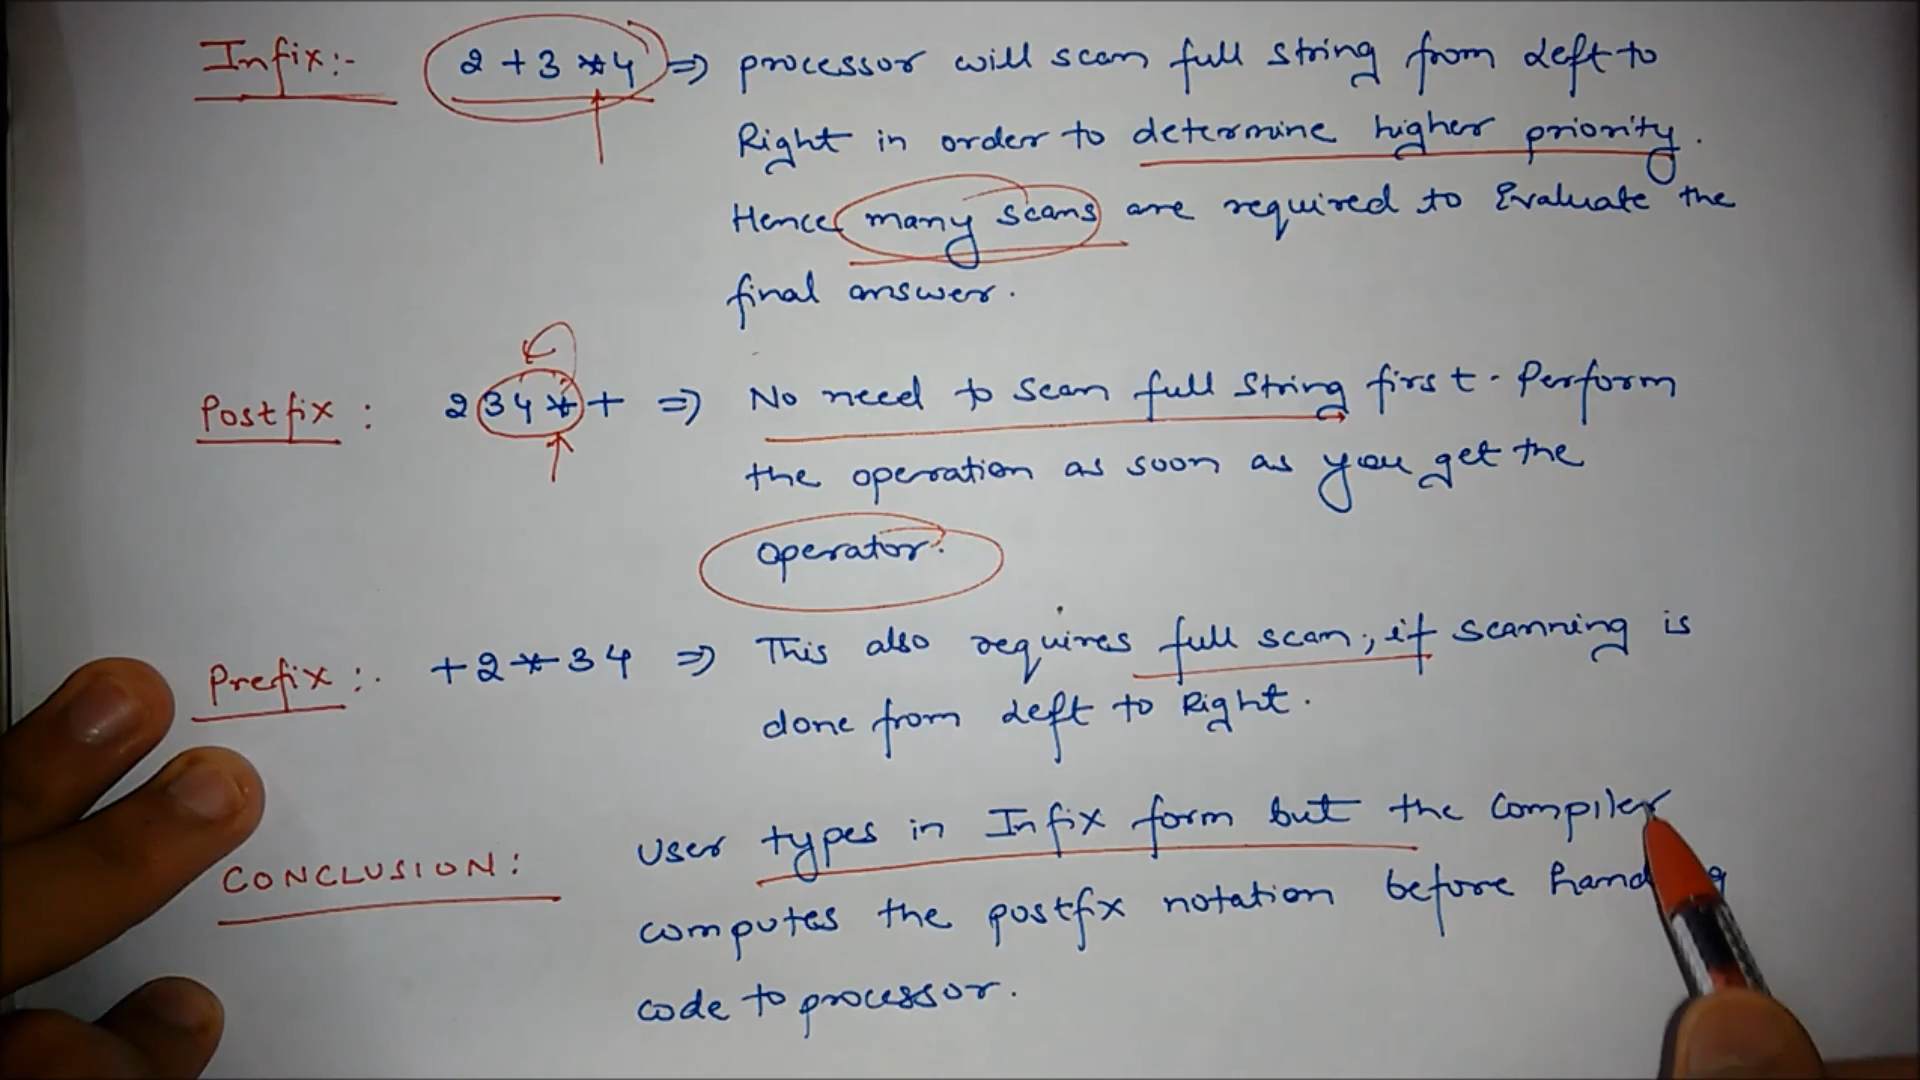 Infix:- 2 + 3 * 4 ⇒ processor will scan full string from Left to
Right in order to determine higher priority.
Hence many scans are required to Evaluate the
final answer.
Postfix : 2 3 4 * + ⇒ No need to scan full string first. Perform
the operation as soon as you get the
operator.
Prefix :. + 2 * 3 4 ⇒ This also requires full scan, if scanning is
done from Left to Right.
CONCLUSION: User types in Infix form but the compiler
computes the postfix notation before
code to processor.